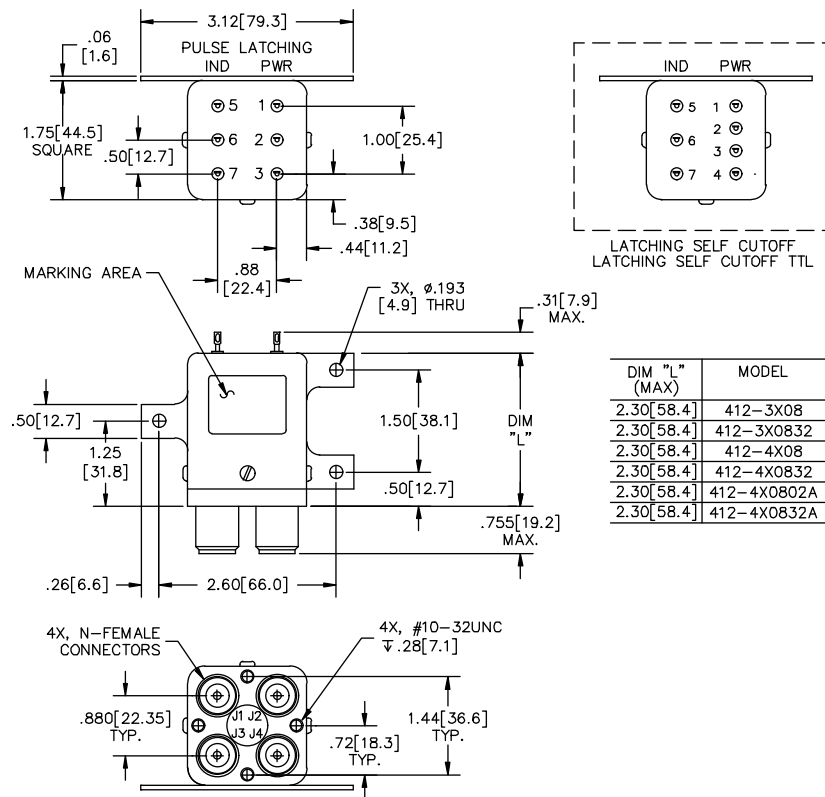 3.12[79.3]
.06
[1.6]
PULSE LATCHING
IND PWR
5 1
6 2
7 3
1.75[44.5]
SQUARE
.50[12.7]
1.00[25.4]
.38[9.5]
.44[11.2]
.88
[22.4]
IND PWR
5 1
2
6
3
7 4
LATCHING SELF CUTOFF
LATCHING SELF CUTOFF TTL
MARKING AREA
3X, ø.193
[4.9] THRU
.31[7.9]
MAX.
.50[12.7]
1.25
[31.8]
1.50[38.1]
DIM
"L"
.50[12.7]
.755[19.2]
MAX.
.26[6.6]
2.60[66.0]
DIM "L"
(MAX) MODEL
2.30[58.4] 412-3X08
2.30[58.4] 412-3X0832
2.30[58.4] 412-4X08
2.30[58.4] 412-4X0832
2.30[58.4] 412-4X0802A
2.30[58.4] 412-4X0832A
4X, N-FEMALE
CONNECTORS
4X, #10-32UNC
↧.28[7.1]
.880[22.35]
TYP.
J1 J2
J3 J4
1.44[36.6]
TYP.
.72[18.3]
TYP.